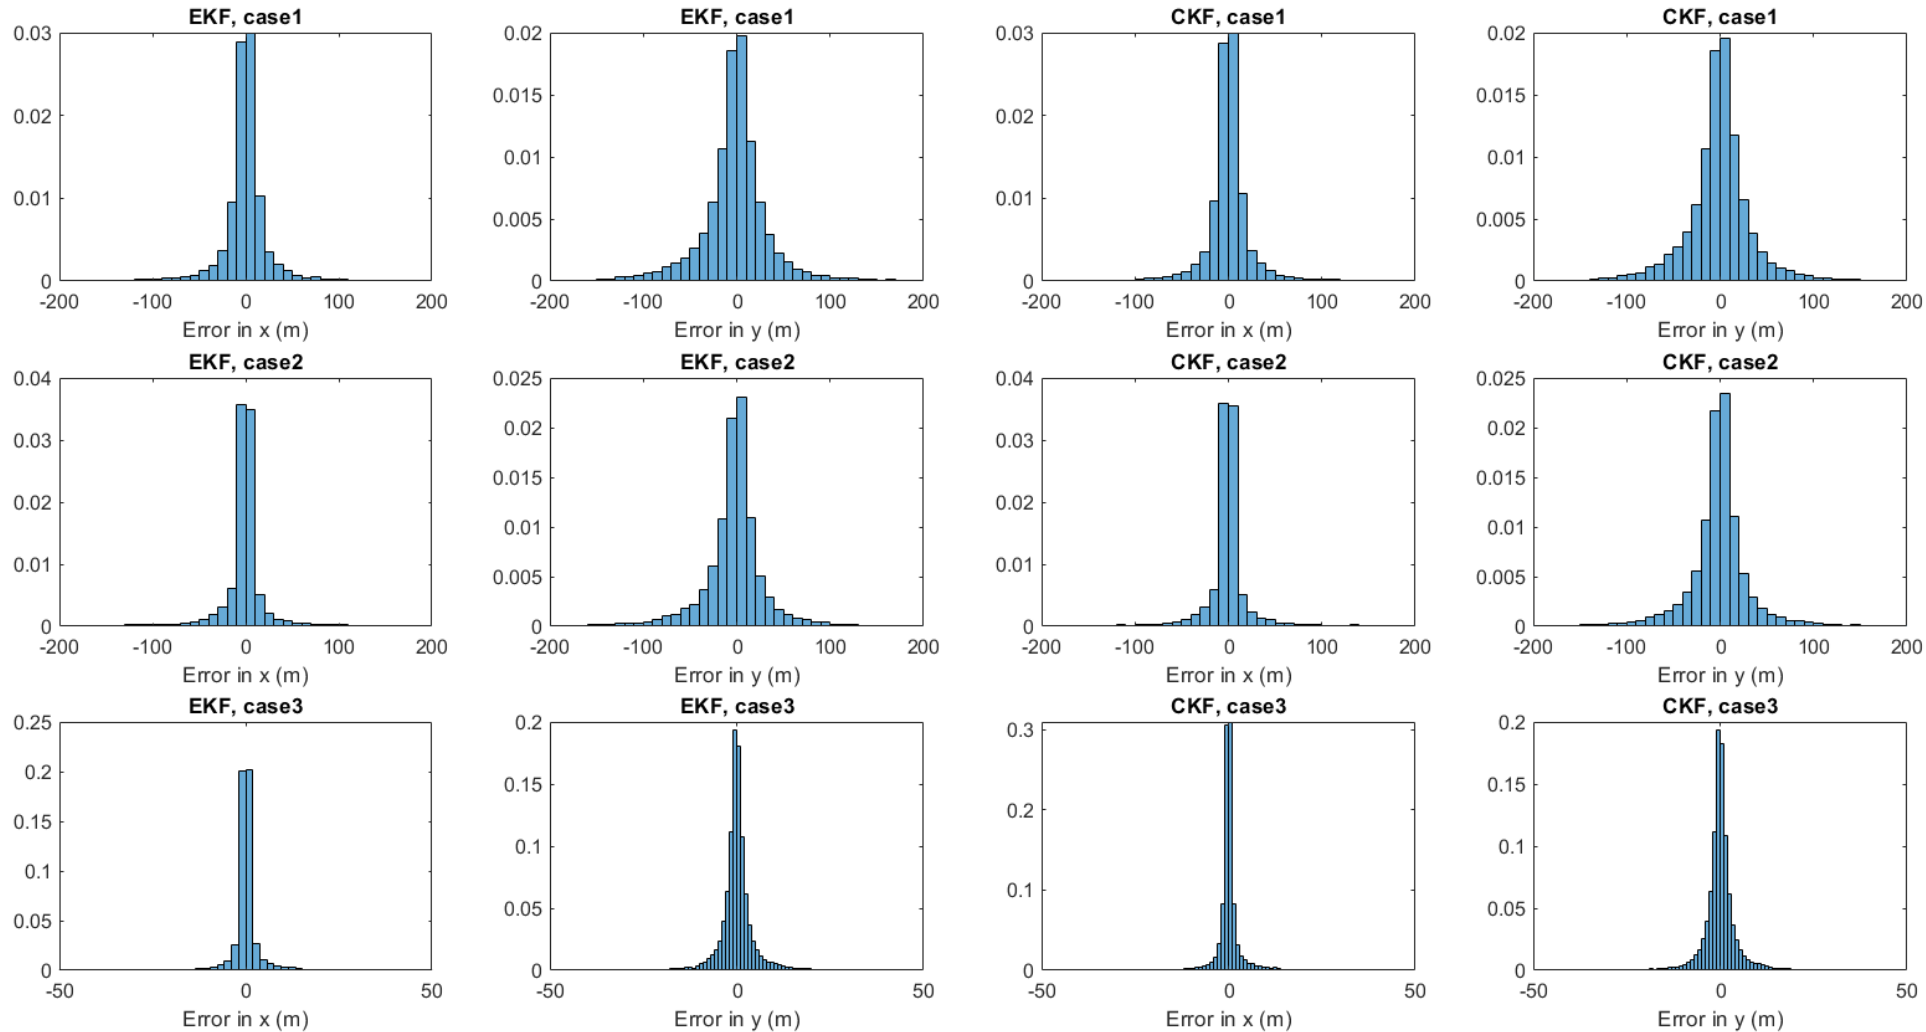 EKF, case1
0.03
0.02
0.01
0
-200 -100 0 100 200
Error in x (m)
EKF, case1
0.02
0.015
0.01
0.005
0
-200 -100 0 100 200
Error in y (m)
CKF, case1
0.03
0.02
0.01
0
-200 -100 0 100 200
Error in x (m)
CKF, case1
0.02
0.015
0.01
0.005
0
-200 -100 0 100 200
Error in y (m)
EKF, case2
0.04
0.03
0.02
0.01
0
-200 -100 0 100 200
Error in x (m)
EKF, case2
0.025
0.02
0.015
0.01
0.005
0
-200 -100 0 100 200
Error in y (m)
CKF, case2
0.04
0.03
0.02
0.01
0
-200 -100 0 100 200
Error in x (m)
CKF, case2
0.025
0.02
0.015
0.01
0.005
0
-200 -100 0 100 200
Error in y (m)
EKF, case3
0.25
0.2
0.15
0.1
0.05
0
-50 0 50
Error in x (m)
EKF, case3
0.2
0.15
0.1
0.05
0
-50 0 50
Error in y (m)
CKF, case3
0.3
0.2
0.1
0
-50 0 50
Error in x (m)
CKF, case3
0.2
0.15
0.1
0.05
0
-50 0 50
Error in y (m)